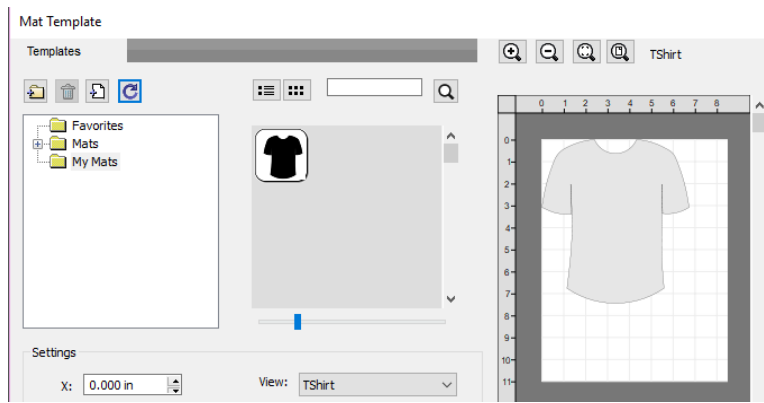 Mat Template
Templates
TShirt
Favorites
Mats
My Mats
0 1 2 3 4 5 6 7 8
0
1
2
3
4
5
6
7
8
9
10
11
Settings
X: 0.000 in
View: TShirt